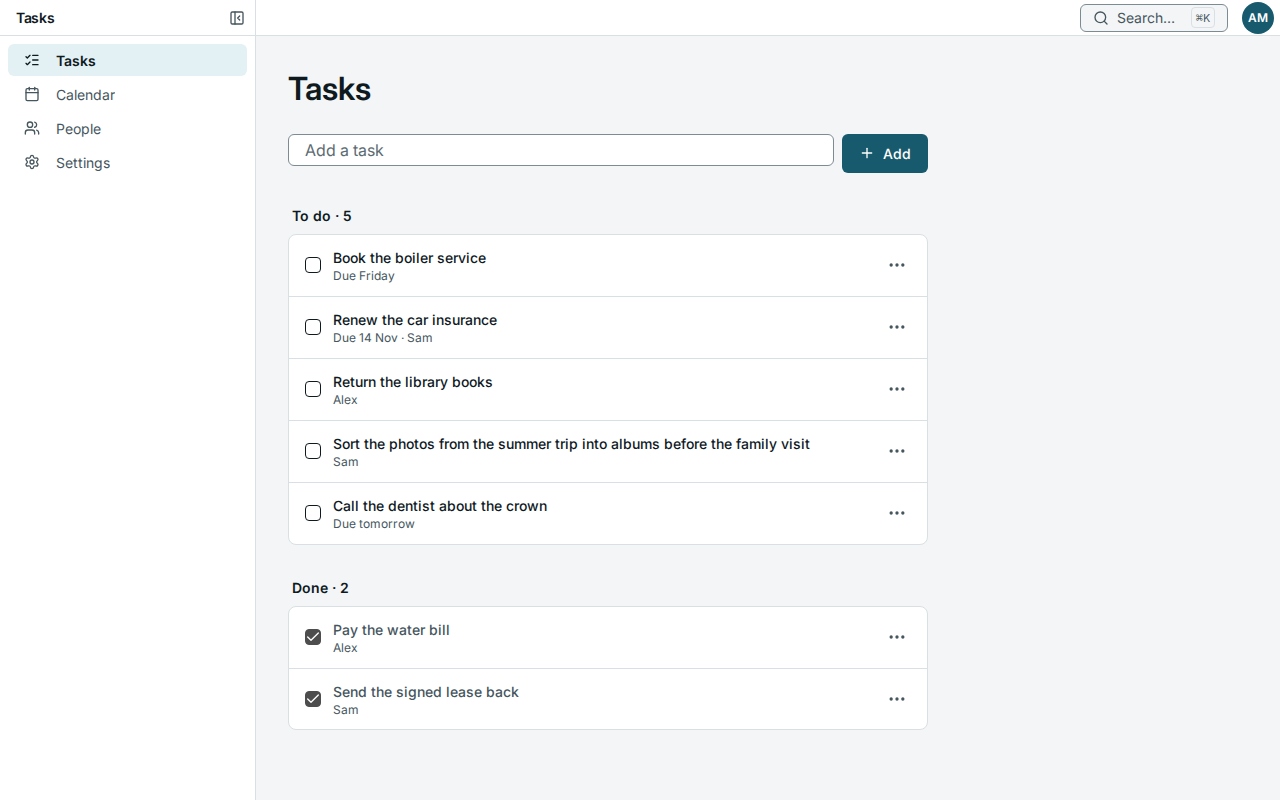 Tasks
Search... ⌘K
AM
Tasks
Calendar
People
Settings
Tasks
Add a task
Add
To do · 5
Book the boiler service
Due Friday
Renew the car insurance
Due 14 Nov · Sam
Return the library books
Alex
Sort the photos from the summer trip into albums before the family visit
Sam
Call the dentist about the crown
Due tomorrow
Done · 2
Pay the water bill
Alex
Send the signed lease back
Sam